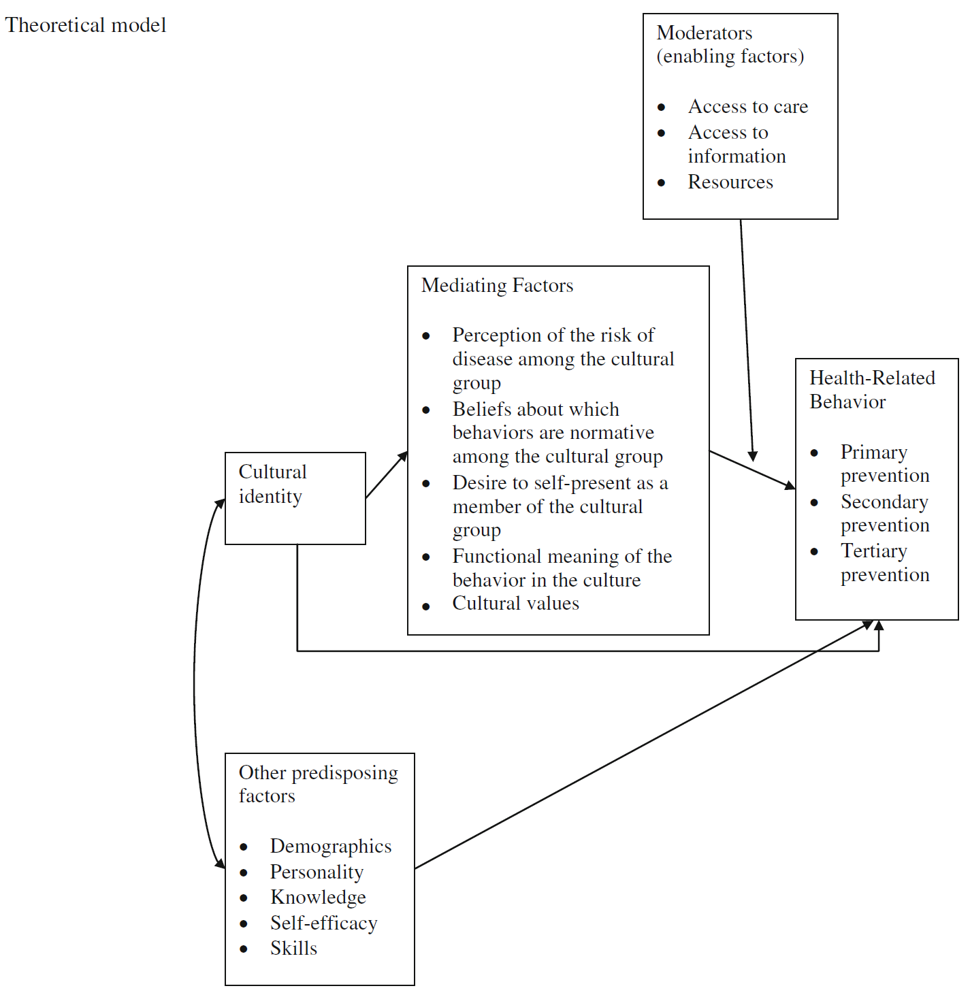 Theoretical model
Moderators
(enabling factors)
• Access to care
• Access to
information
• Resources
Mediating Factors
• Perception of the risk of
disease among the cultural
group
• Beliefs about which
behaviors are normative
among the cultural group
• Desire to self-present as a
member of the cultural
group
• Functional meaning of the
behavior in the culture
• Cultural values
Health-Related
Behavior
• Primary
prevention
• Secondary
prevention
• Tertiary
prevention
Cultural
identity
Other predisposing
factors
• Demographics
• Personality
• Knowledge
• Self-efficacy
• Skills